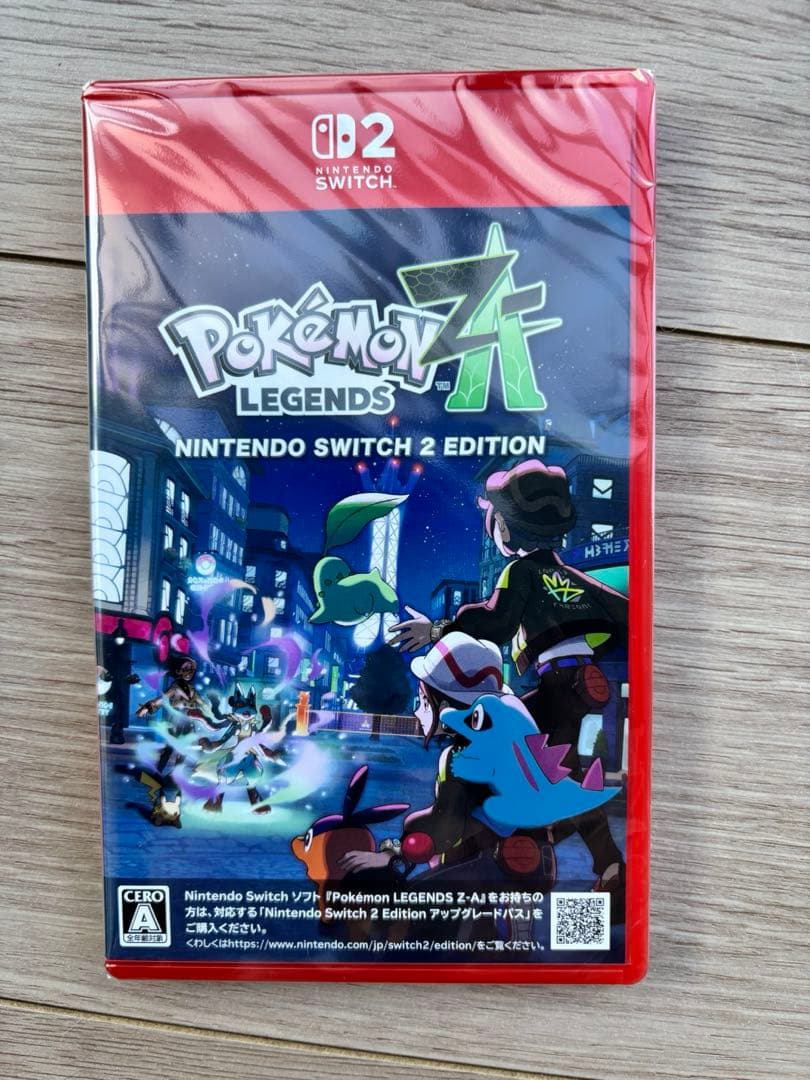 2
NINTENDO
SWITCH™
Pokémon
LEGENDS
ZA
TM
NINTENDO SWITCH 2 EDITION
CERO
A
全年齢対象
Nintendo Switch ソフト『Pokémon LEGENDS Z-A』をお持ちの
方は、対応する「Nintendo Switch 2 Edition アップグレードパス」を
ご購入ください。
くわしくはhttps://www.nintendo.com/jp/switch2/edition/をご覧ください。